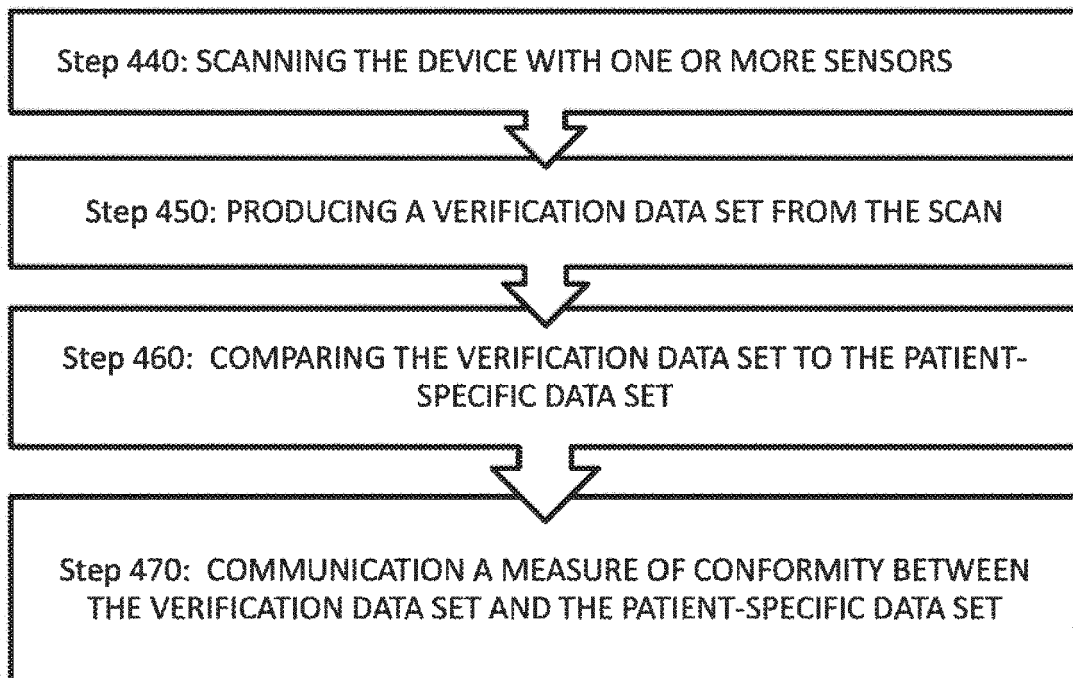 Step 440: SCANNING THE DEVICE WITH ONE OR MORE SENSORS
Step 450: PRODUCING A VERIFICATION DATA SET FROM THE SCAN
Step 460: COMPARING THE VERIFICATION DATA SET TO THE PATIENT-
SPECIFIC DATA SET
Step 470: COMMUNICATION A MEASURE OF CONFORMITY BETWEEN
THE VERIFICATION DATA SET AND THE PATIENT-SPECIFIC DATA SET